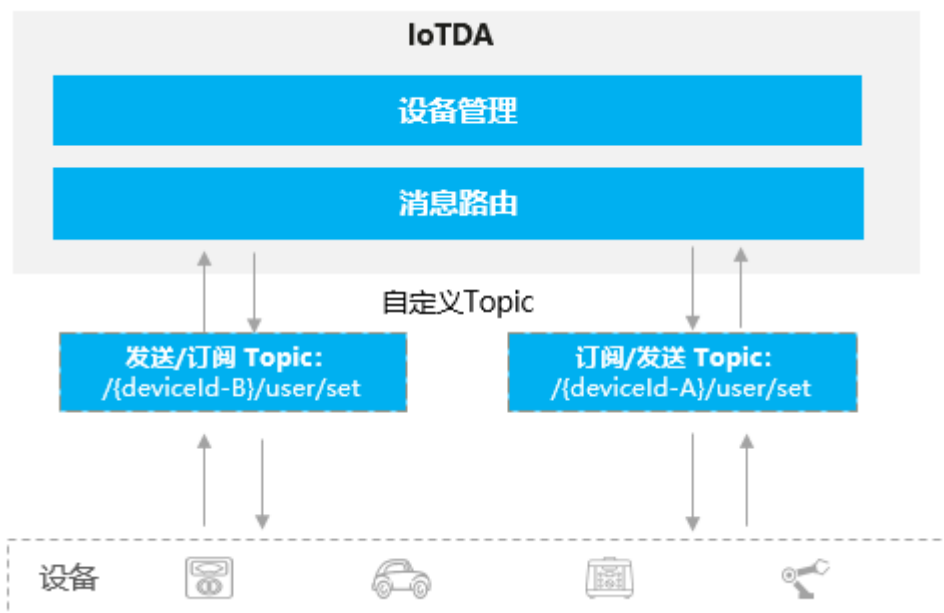 IoTDA
设备管理
消息路由
自定义Topic
发送/订阅 Topic:
/{deviceId-B}/user/set
订阅/发送 Topic:
/{deviceId-A}/user/set
设备